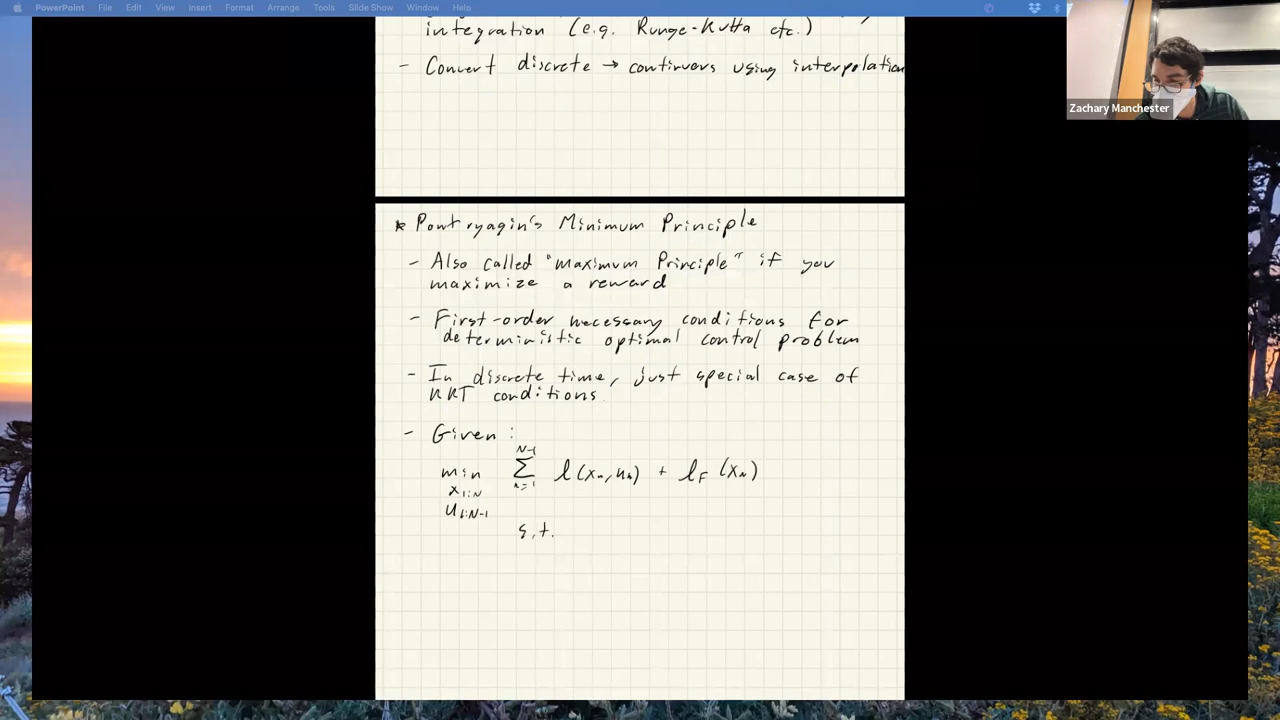 PowerPoint File Edit View Insert Format Arrange Tools Slide Show Window Help
integration (e.g. Runge-Kutta etc.)
- Convert discrete → continuous using interpolation
Zachary Manchester
* Pontryagin's Minimum Principle
- Also called "Maximum Principle" if you
maximize a reward
- First-order necessary conditions for
deterministic optimal control problem
- In discrete time, just special case of
KKT conditions
- Given :
min Σ l(xₙ, uₙ) + l_F (x_N)
N-1
n=1
x₁:N
u₁:N-1
s.t.